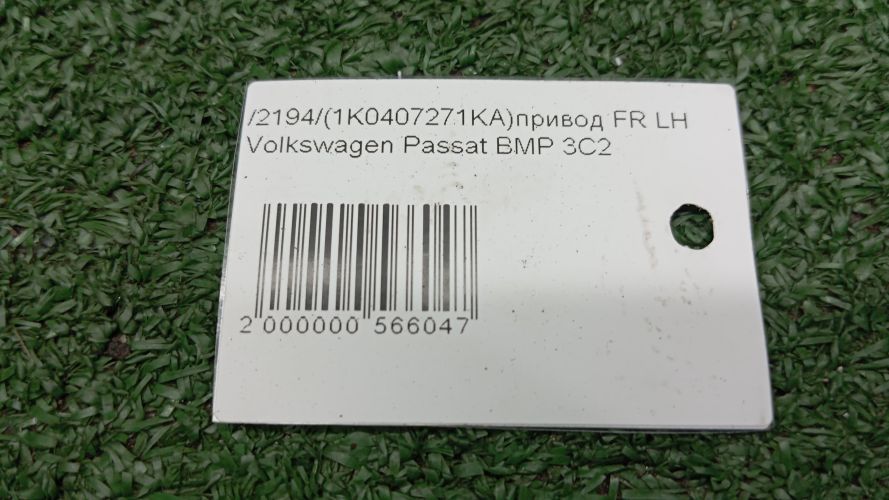 /2194/(1K0407271KA)привод FR LH
Volkswagen Passat BMP 3C2
2 000000 566047